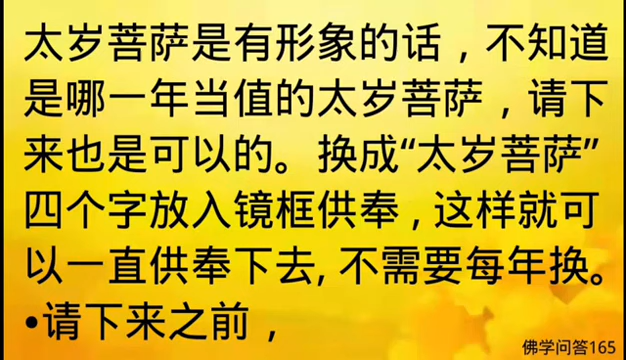 太岁菩萨是有形象的话，不知道
是哪一年当值的太岁菩萨，请下
来也是可以的。换成“太岁菩萨”
四个字放入镜框供奉，这样就可
以一直供奉下去, 不需要每年换。
•请下来之前，
佛学问答165